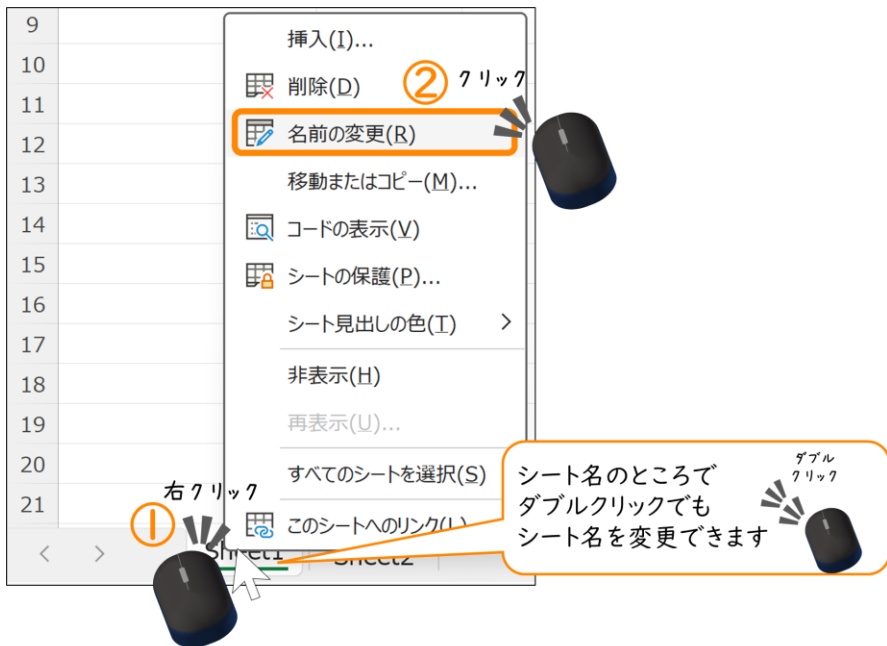 9
10
11
12
13
14
15
16
17
18
19
20
21
挿入(I)...
削除(D)
② クリック
名前の変更(R)
移動またはコピー(M)...
コードの表示(V)
シートの保護(P)...
シート見出しの色(T) >
非表示(H)
再表示(U)...
すべてのシートを選択(S)
このシートへのリンク(L)
右クリック
①
< >
Sheet1
Sheet2
シート名のところで
ダブルクリックでも
シート名を変更できます
ダブル
クリック